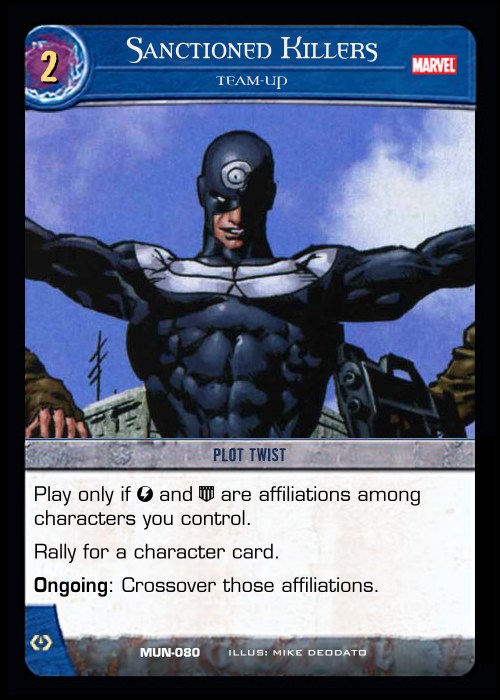 2
Sanctioned Killers
TEAM-UP
MARVEL
PLOT TWIST
Play only if and are affiliations among
characters you control.
Rally for a character card.
Ongoing: Crossover those affiliations.
MUN-080 ILLUS: MIKE DEODATO